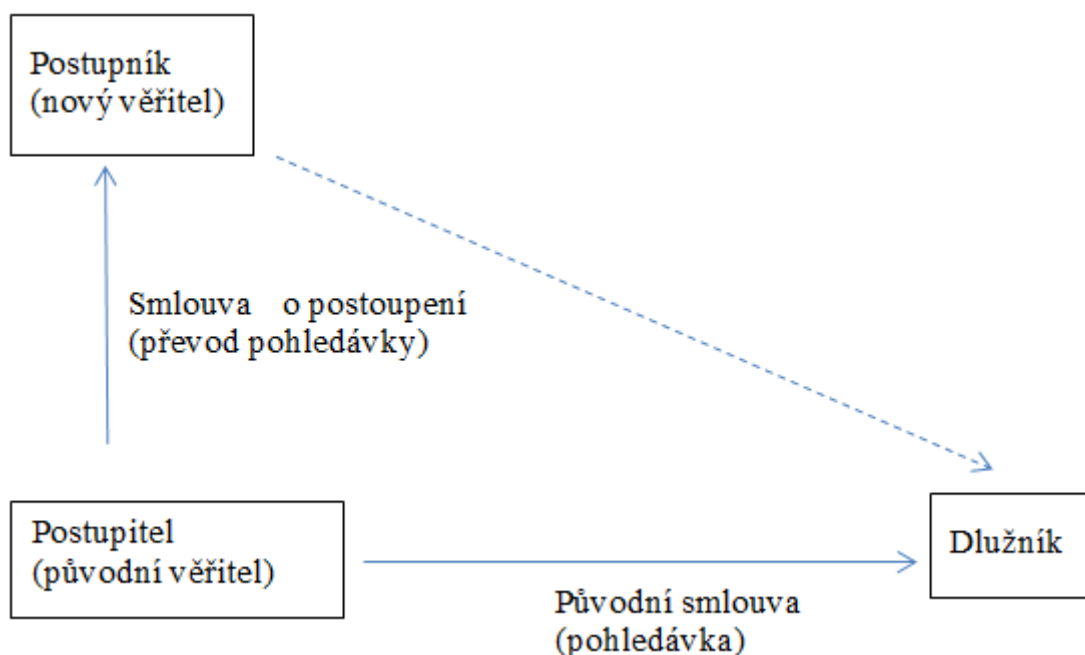 Postupník
(nový věřitel)
Smlouva o postoupení
(převod pohledávky)
Postupitel
(původní věřitel)
Dlužník
Původní smlouva
(pohledávka)